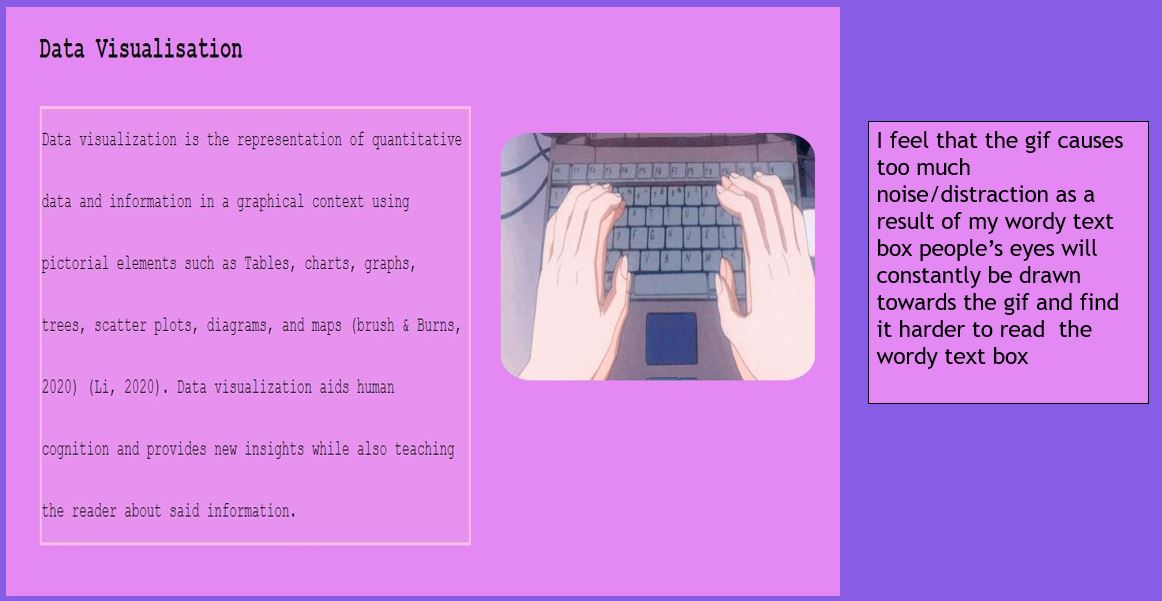 Data Visualisation
Data visualization is the representation of quantitative
data and information in a graphical context using
pictorial elements such as Tables, charts, graphs,
trees, scatter plots, diagrams, and maps (brush & Burns,
2020) (Li, 2020). Data visualization aids human
cognition and provides new insights while also teaching
the reader about said information.
I feel that the gif causes
too much
noise/distraction as a
result of my wordy text
box people’s eyes will
constantly be drawn
towards the gif and find
it harder to read  the
wordy text box